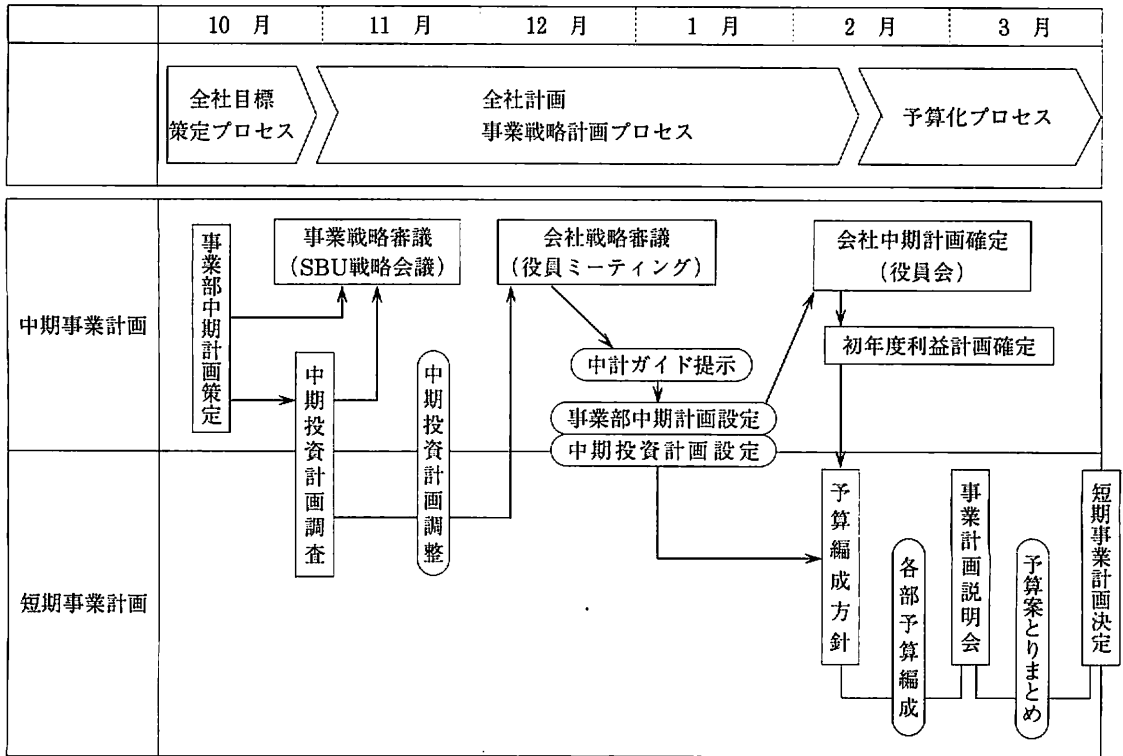 10 月
11 月
12 月
1 月
2 月
3 月
全社目標
策定プロセス
全社計画
事業戦略計画プロセス
予算化プロセス
中期事業計画
事業部中期計画策定
事業戦略審議
(SBU戦略会議)
会社戦略審議
(役員ミーティング)
会社中期計画確定
(役員会)
初年度利益計画確定
中計ガイド提示
事業部中期計画設定
中期投資計画設定
中期投資計画調査
中期投資計画調整
短期事業計画
予算編成方針
各部予算編成
事業計画説明会
予算案とりまとめ
短期事業計画決定